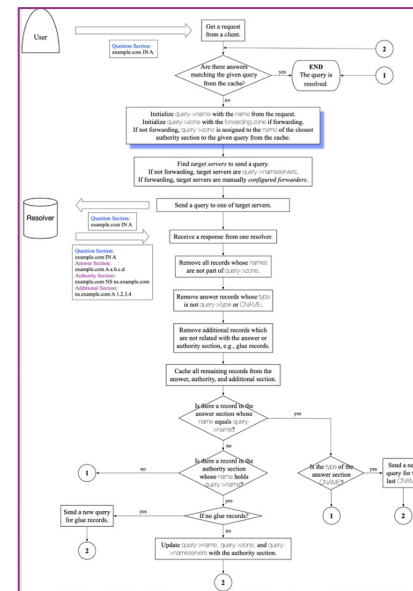 User
Question Section:
example.com IN A
Get a request
from a client.
2
Are there answers
matching the given query
from the cache?
yes
END
The query is
resolved.
1
no
Initialize query->name with the name from the request.
Initialize query->zone with the forwarding zone if forwarding.
If not forwarding, query->zone is assigned to the name of the closest
authority section to the given query from the cache.
Find target servers to send a query.
If not forwarding, target servers are query->nameservers.
If forwarding, target servers are manually configured forwarders.
Send a query to one of target servers.
Resolver
Question Section:
example.com IN A
Receive a response from one resolver.
Question Section:
example.com IN A
Answer Section:
example.com A a.b.c.d
Authority Section:
example.com NS ns.example.com
Additional Section:
ns.example.com A 1.2.3.4
Remove all records whose names
are not part of query->zone.
Remove answer records whose type
is not query->type or CNAME.
Remove additional records which
are not related with the answer or
authority section, e.g., glue records.
Cache all remaining records from the
answer, authority, and additional section.
Is there a record in the
answer section whose
name equals query-
>name?
yes
no
1
no
Is there a record in the
authority section
whose name holds
query->name?
Is the type of the
answer section
CNAME?
yes
Send a new
query for the
last CNAME
yes
1
2
Send a new query
for glue records.
yes
If no glue records?
no
2
Update query->name, query->zone, and query-
>nameservers with the authority section.
2